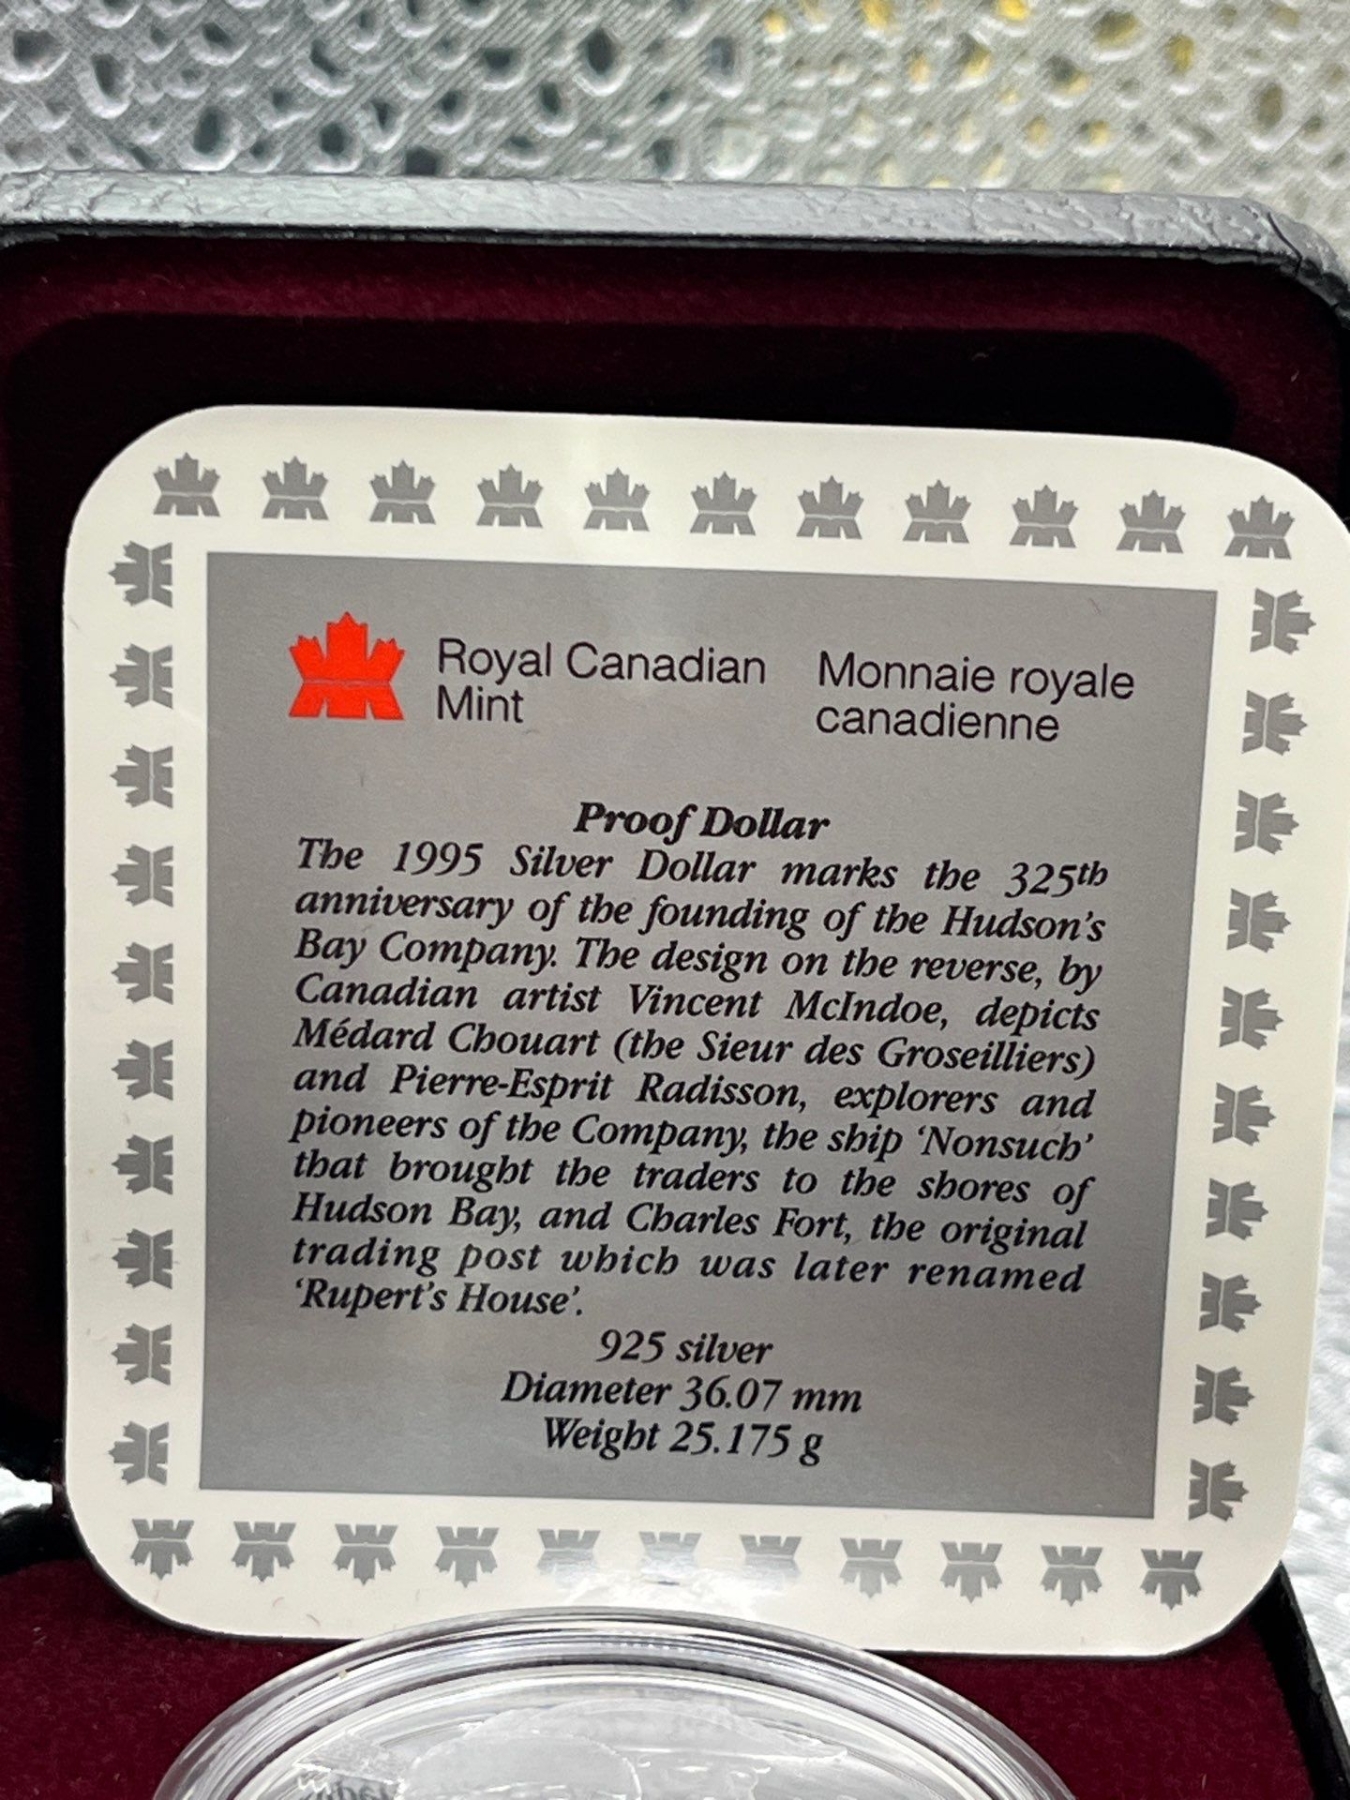 Royal Canadian Mint
Monnaie royale canadienne
Proof Dollar
The 1995 Silver Dollar marks the 325th
anniversary of the founding of the Hudson's
Bay Company. The design on the reverse, by
Canadian artist Vincent McIndoe, depicts
Médard Chouart (the Sieur des Groseilliers)
and Pierre-Esprit Radisson, explorers and
pioneers of the Company, the ship 'Nonsuch'
that brought the traders to the shores of
Hudson Bay, and Charles Fort, the original
trading post which was later renamed
'Rupert's House'.
925 silver
Diameter 36.07 mm
Weight 25.175 g